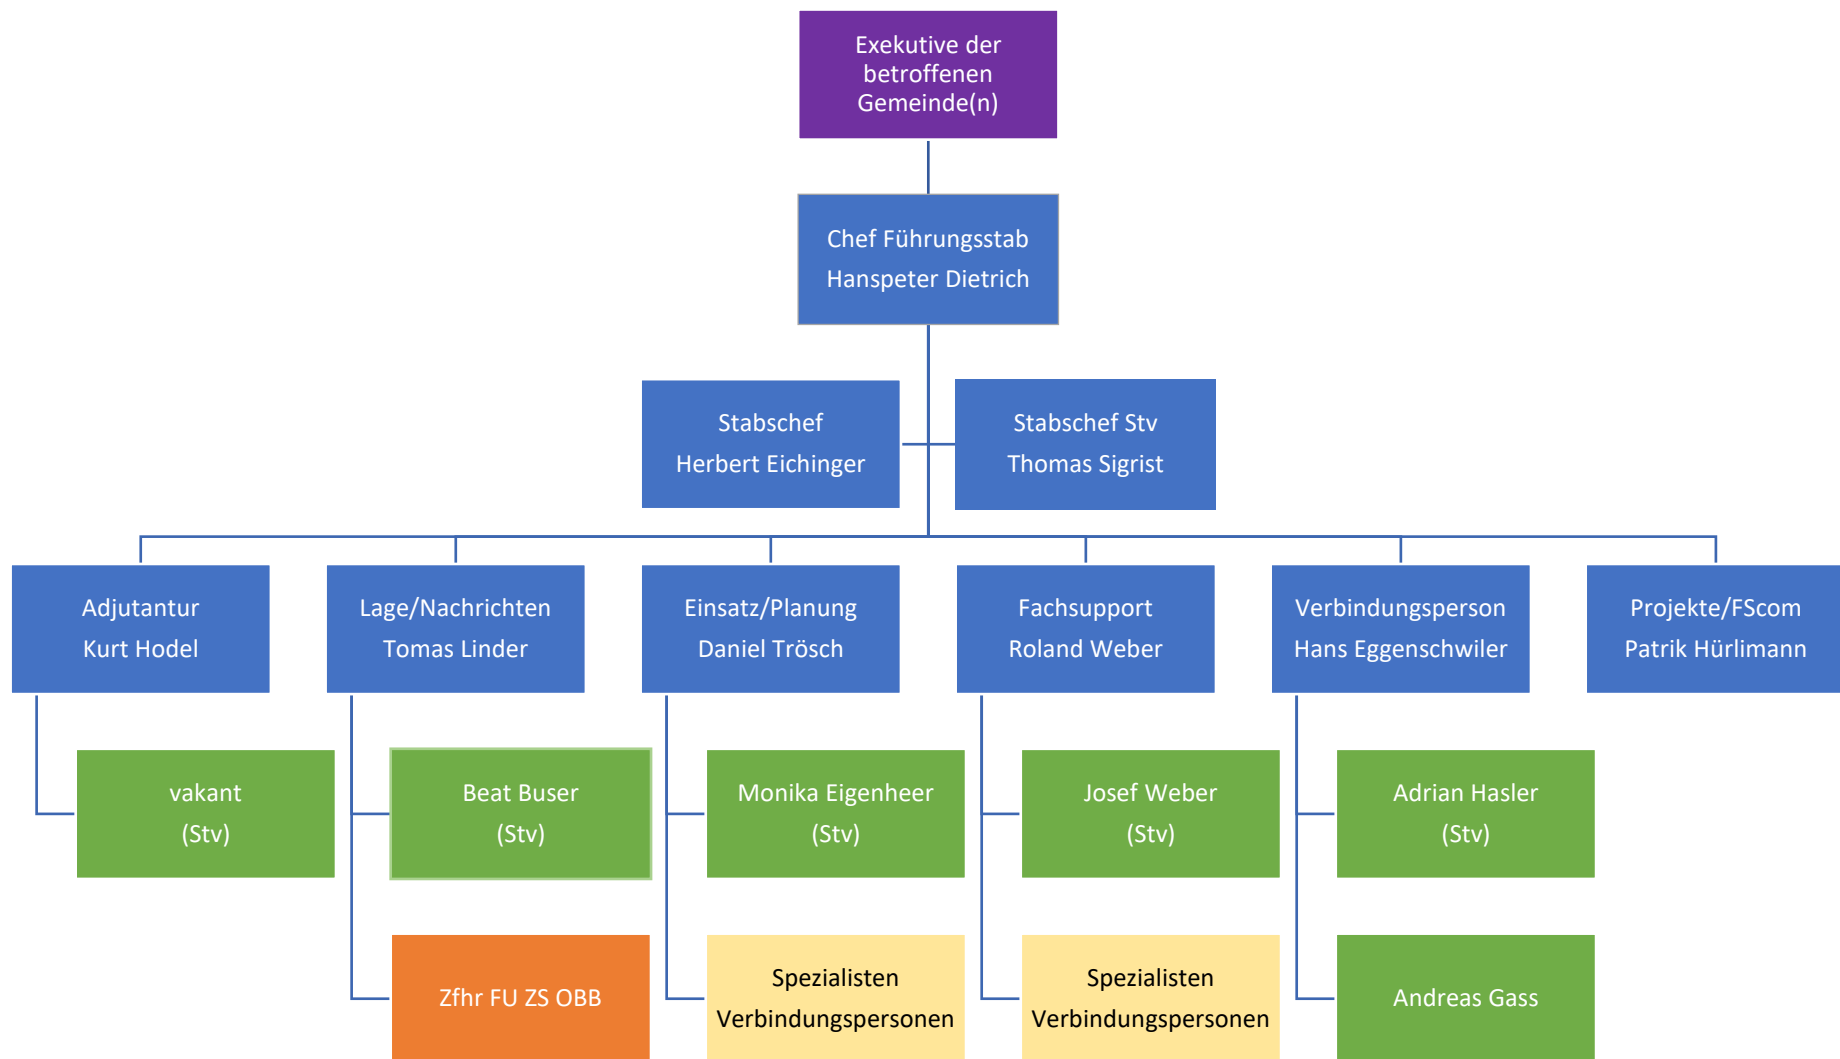 Exekutive der
betroffenen
Gemeinde(n)
Chef Führungsstab
Hanspeter Dietrich
Stabschef
Herbert Eichinger
Stabschef Stv
Thomas Sigrist
Adjutantur
Kurt Hodel
Lage/Nachrichten
Tomas Linder
Einsatz/Planung
Daniel Trösch
Fachsupport
Roland Weber
Verbindungsperson
Hans Eggenschwiler
Projekte/FScom
Patrik Hürlimann
vakant
(Stv)
Beat Buser
(Stv)
Monika Eigenheer
(Stv)
Josef Weber
(Stv)
Adrian Hasler
(Stv)
Zfhr FU ZS OBB
Spezialisten
Verbindungspersonen
Spezialisten
Verbindungspersonen
Andreas Gass